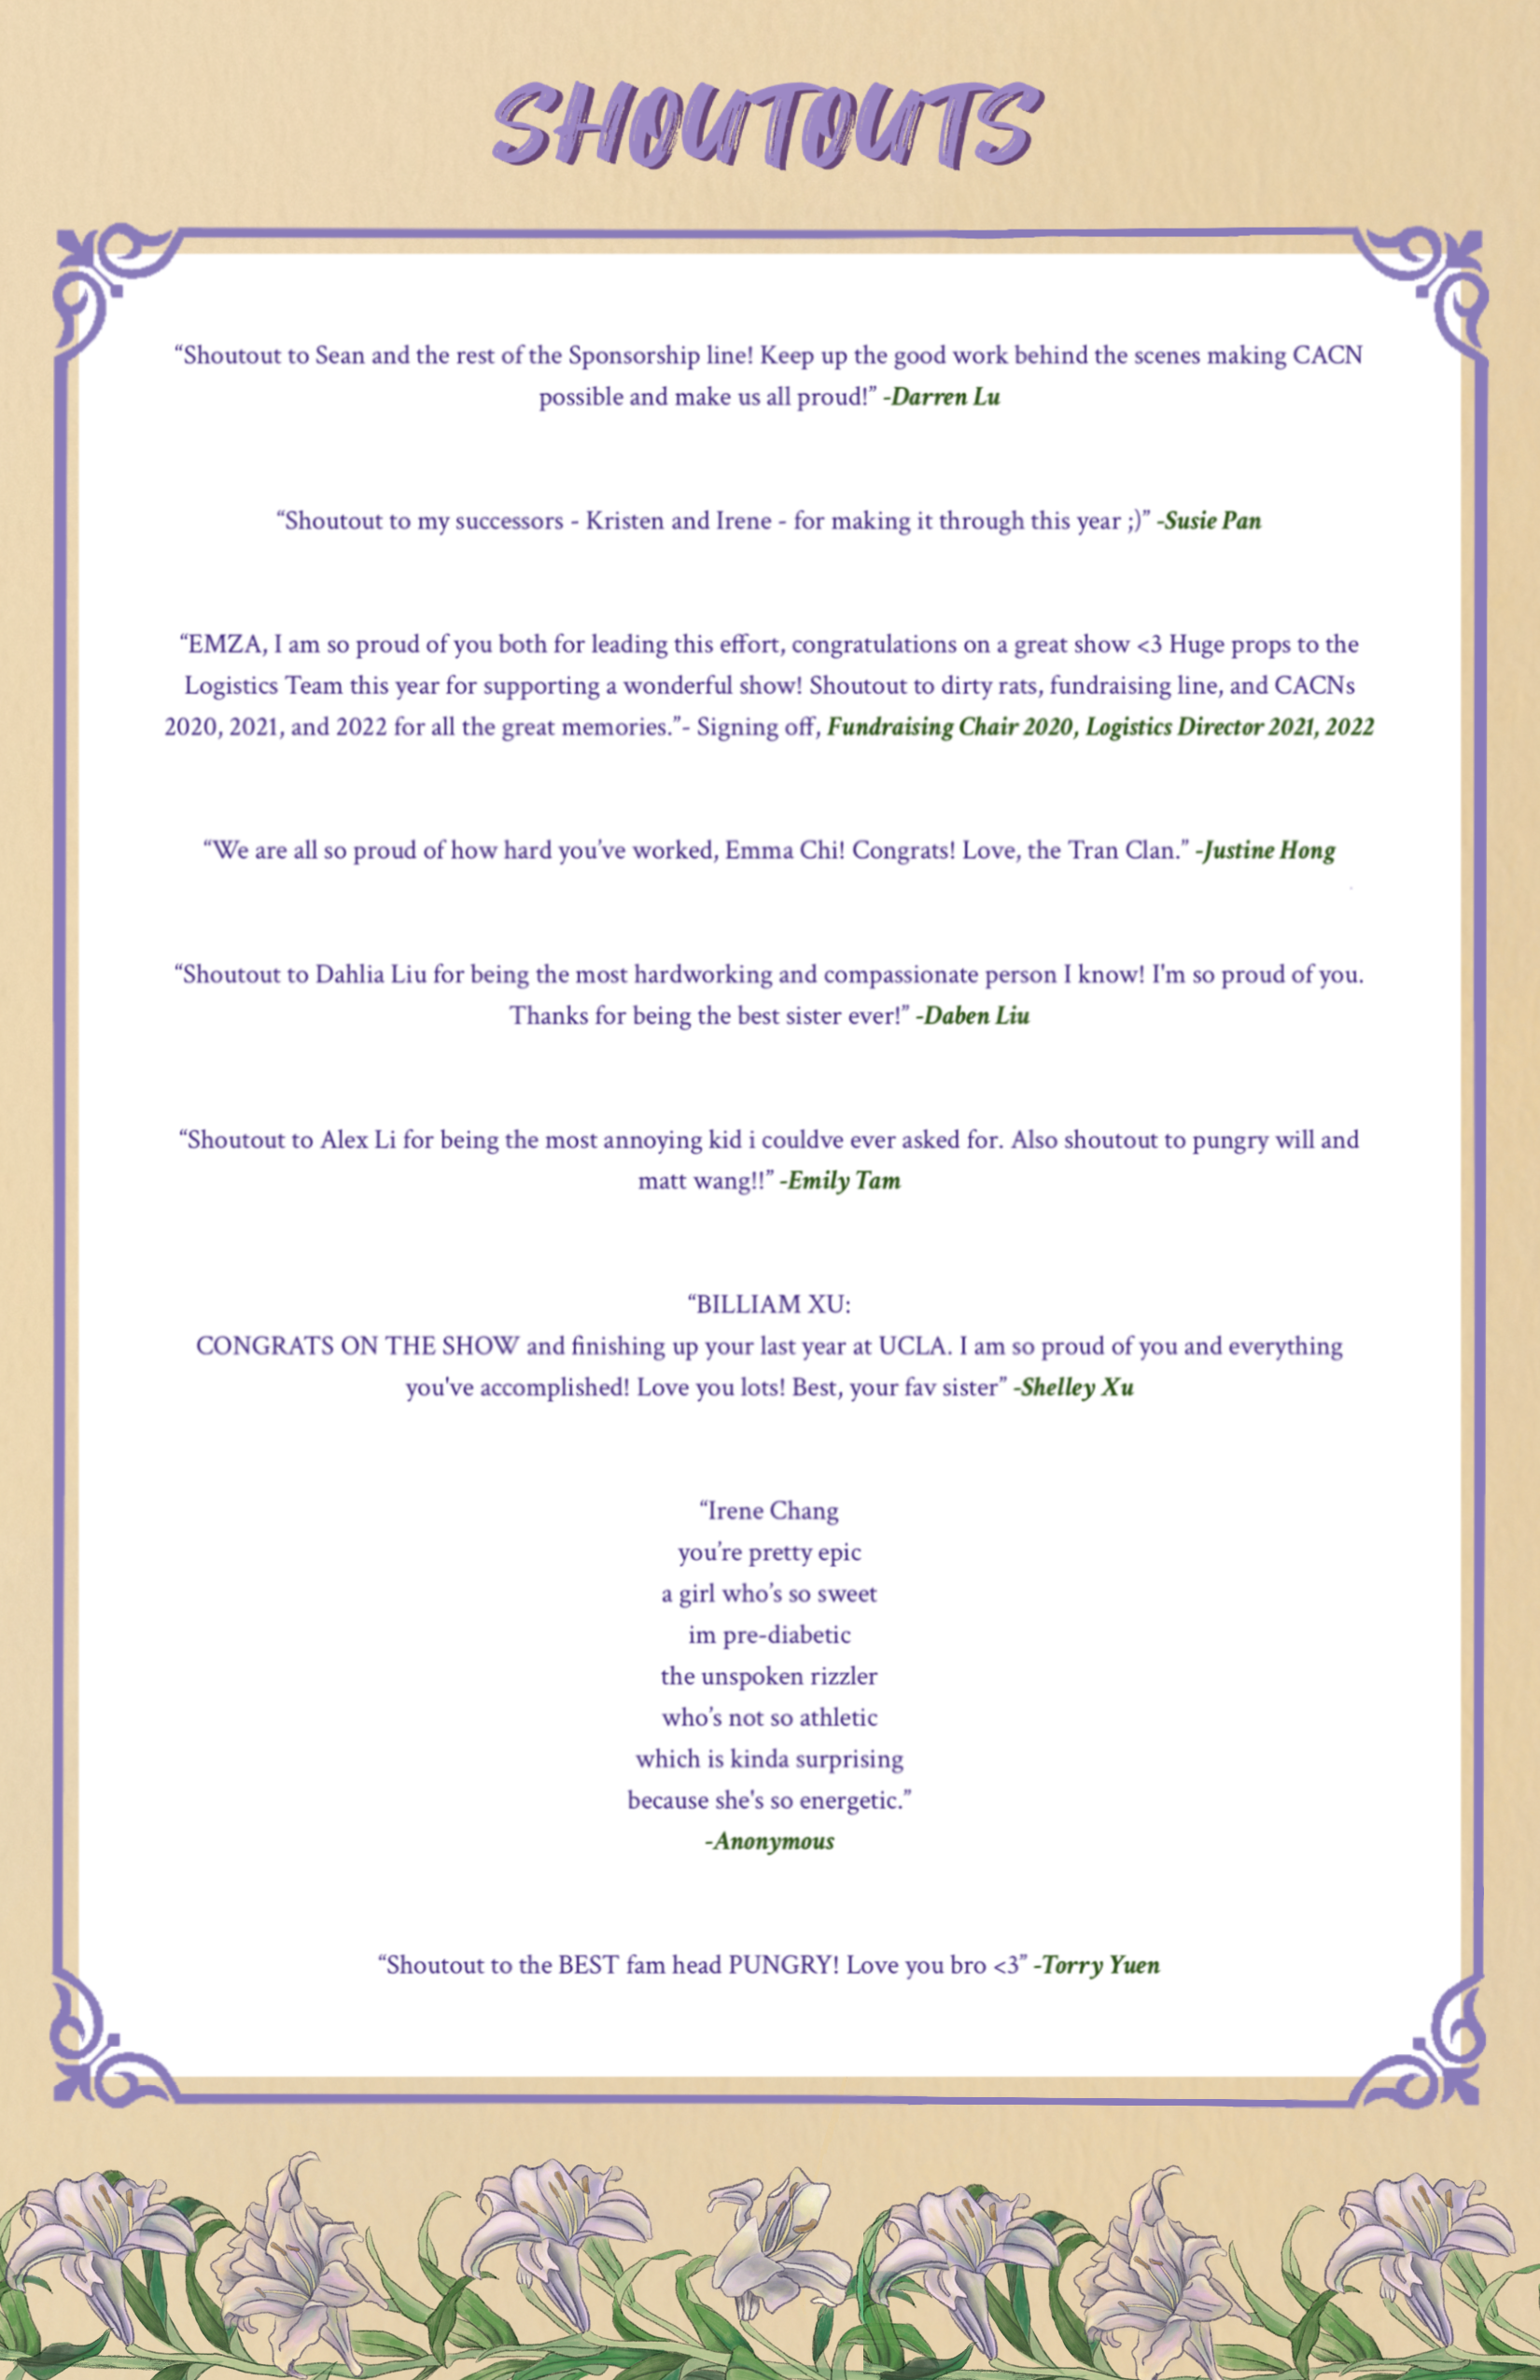 SHOUTOUTS
“Shoutout to Sean and the rest of the Sponsorship line! Keep up the good work behind the scenes making CACN
possible and make us all proud!” -Darren Lu
“Shoutout to my successors - Kristen and Irene - for making it through this year ;)” -Susie Pan
“EMZA, I am so proud of you both for leading this effort, congratulations on a great show <3 Huge props to the
Logistics Team this year for supporting a wonderful show! Shoutout to dirty rats, fundraising line, and CACNs
2020, 2021, and 2022 for all the great memories.”- Signing off, Fundraising Chair 2020, Logistics Director 2021, 2022
“We are all so proud of how hard you’ve worked, Emma Chi! Congrats! Love, the Tran Clan.” -Justine Hong
“Shoutout to Dahlia Liu for being the most hardworking and compassionate person I know! I'm so proud of you.
Thanks for being the best sister ever!” -Daben Liu
“Shoutout to Alex Li for being the most annoying kid i couldve ever asked for. Also shoutout to pungry will and
matt wang!!” -Emily Tam
“BILLIAM XU:
CONGRATS ON THE SHOW and finishing up your last year at UCLA. I am so proud of you and everything
you've accomplished! Love you lots! Best, your fav sister” -Shelley Xu
“Irene Chang
you’re pretty epic
a girl who’s so sweet
im pre-diabetic
the unspoken rizzler
who’s not so athletic
which is kinda surprising
because she's so energetic.”
-Anonymous
“Shoutout to the BEST fam head PUNGRY! Love you bro <3” -Torry Yuen